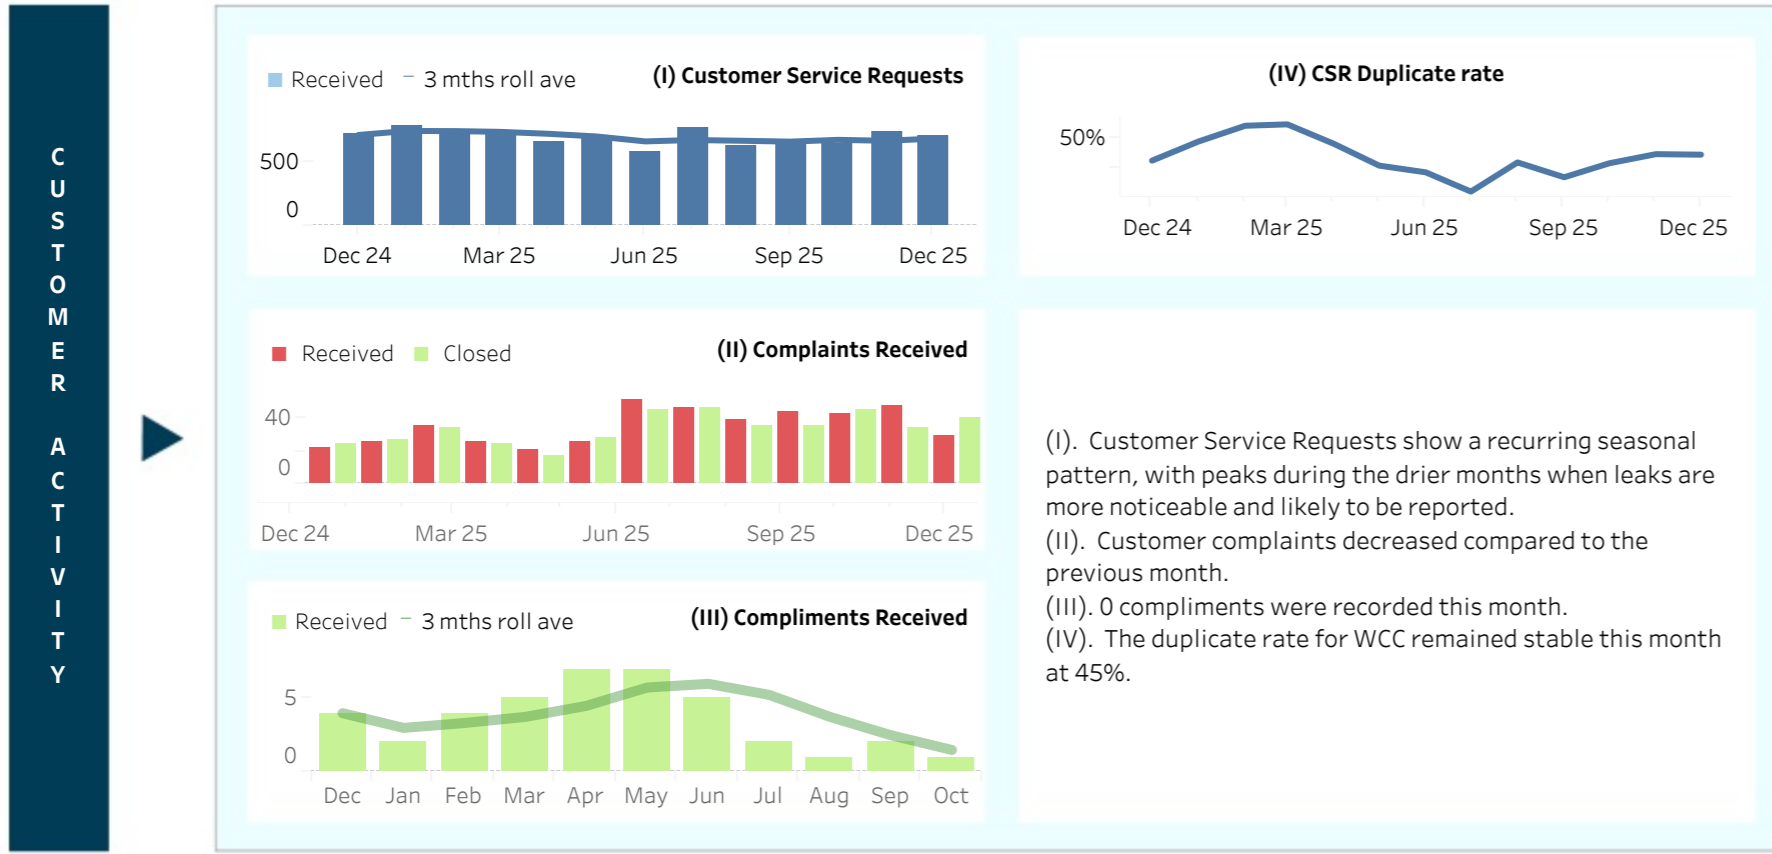 CUSTOMER ACTIVITY
Received 3 mths roll ave
(I) Customer Service Requests
500
0
Dec 24 Mar 25 Jun 25 Sep 25 Dec 25
(IV) CSR Duplicate rate
50%
Dec 24 Mar 25 Jun 25 Sep 25 Dec 25
Received Closed
(II) Complaints Received
40
0
Dec 24 Mar 25 Jun 25 Sep 25 Dec 25
Received 3 mths roll ave
(III) Compliments Received
5
0
Dec Jan Feb Mar Apr May Jun Jul Aug Sep Oct
(I). Customer Service Requests show a recurring seasonal
pattern, with peaks during the drier months when leaks are
more noticeable and likely to be reported.
(II). Customer complaints decreased compared to the
previous month.
(III). 0 compliments were recorded this month.
(IV). The duplicate rate for WCC remained stable this month
at 45%.